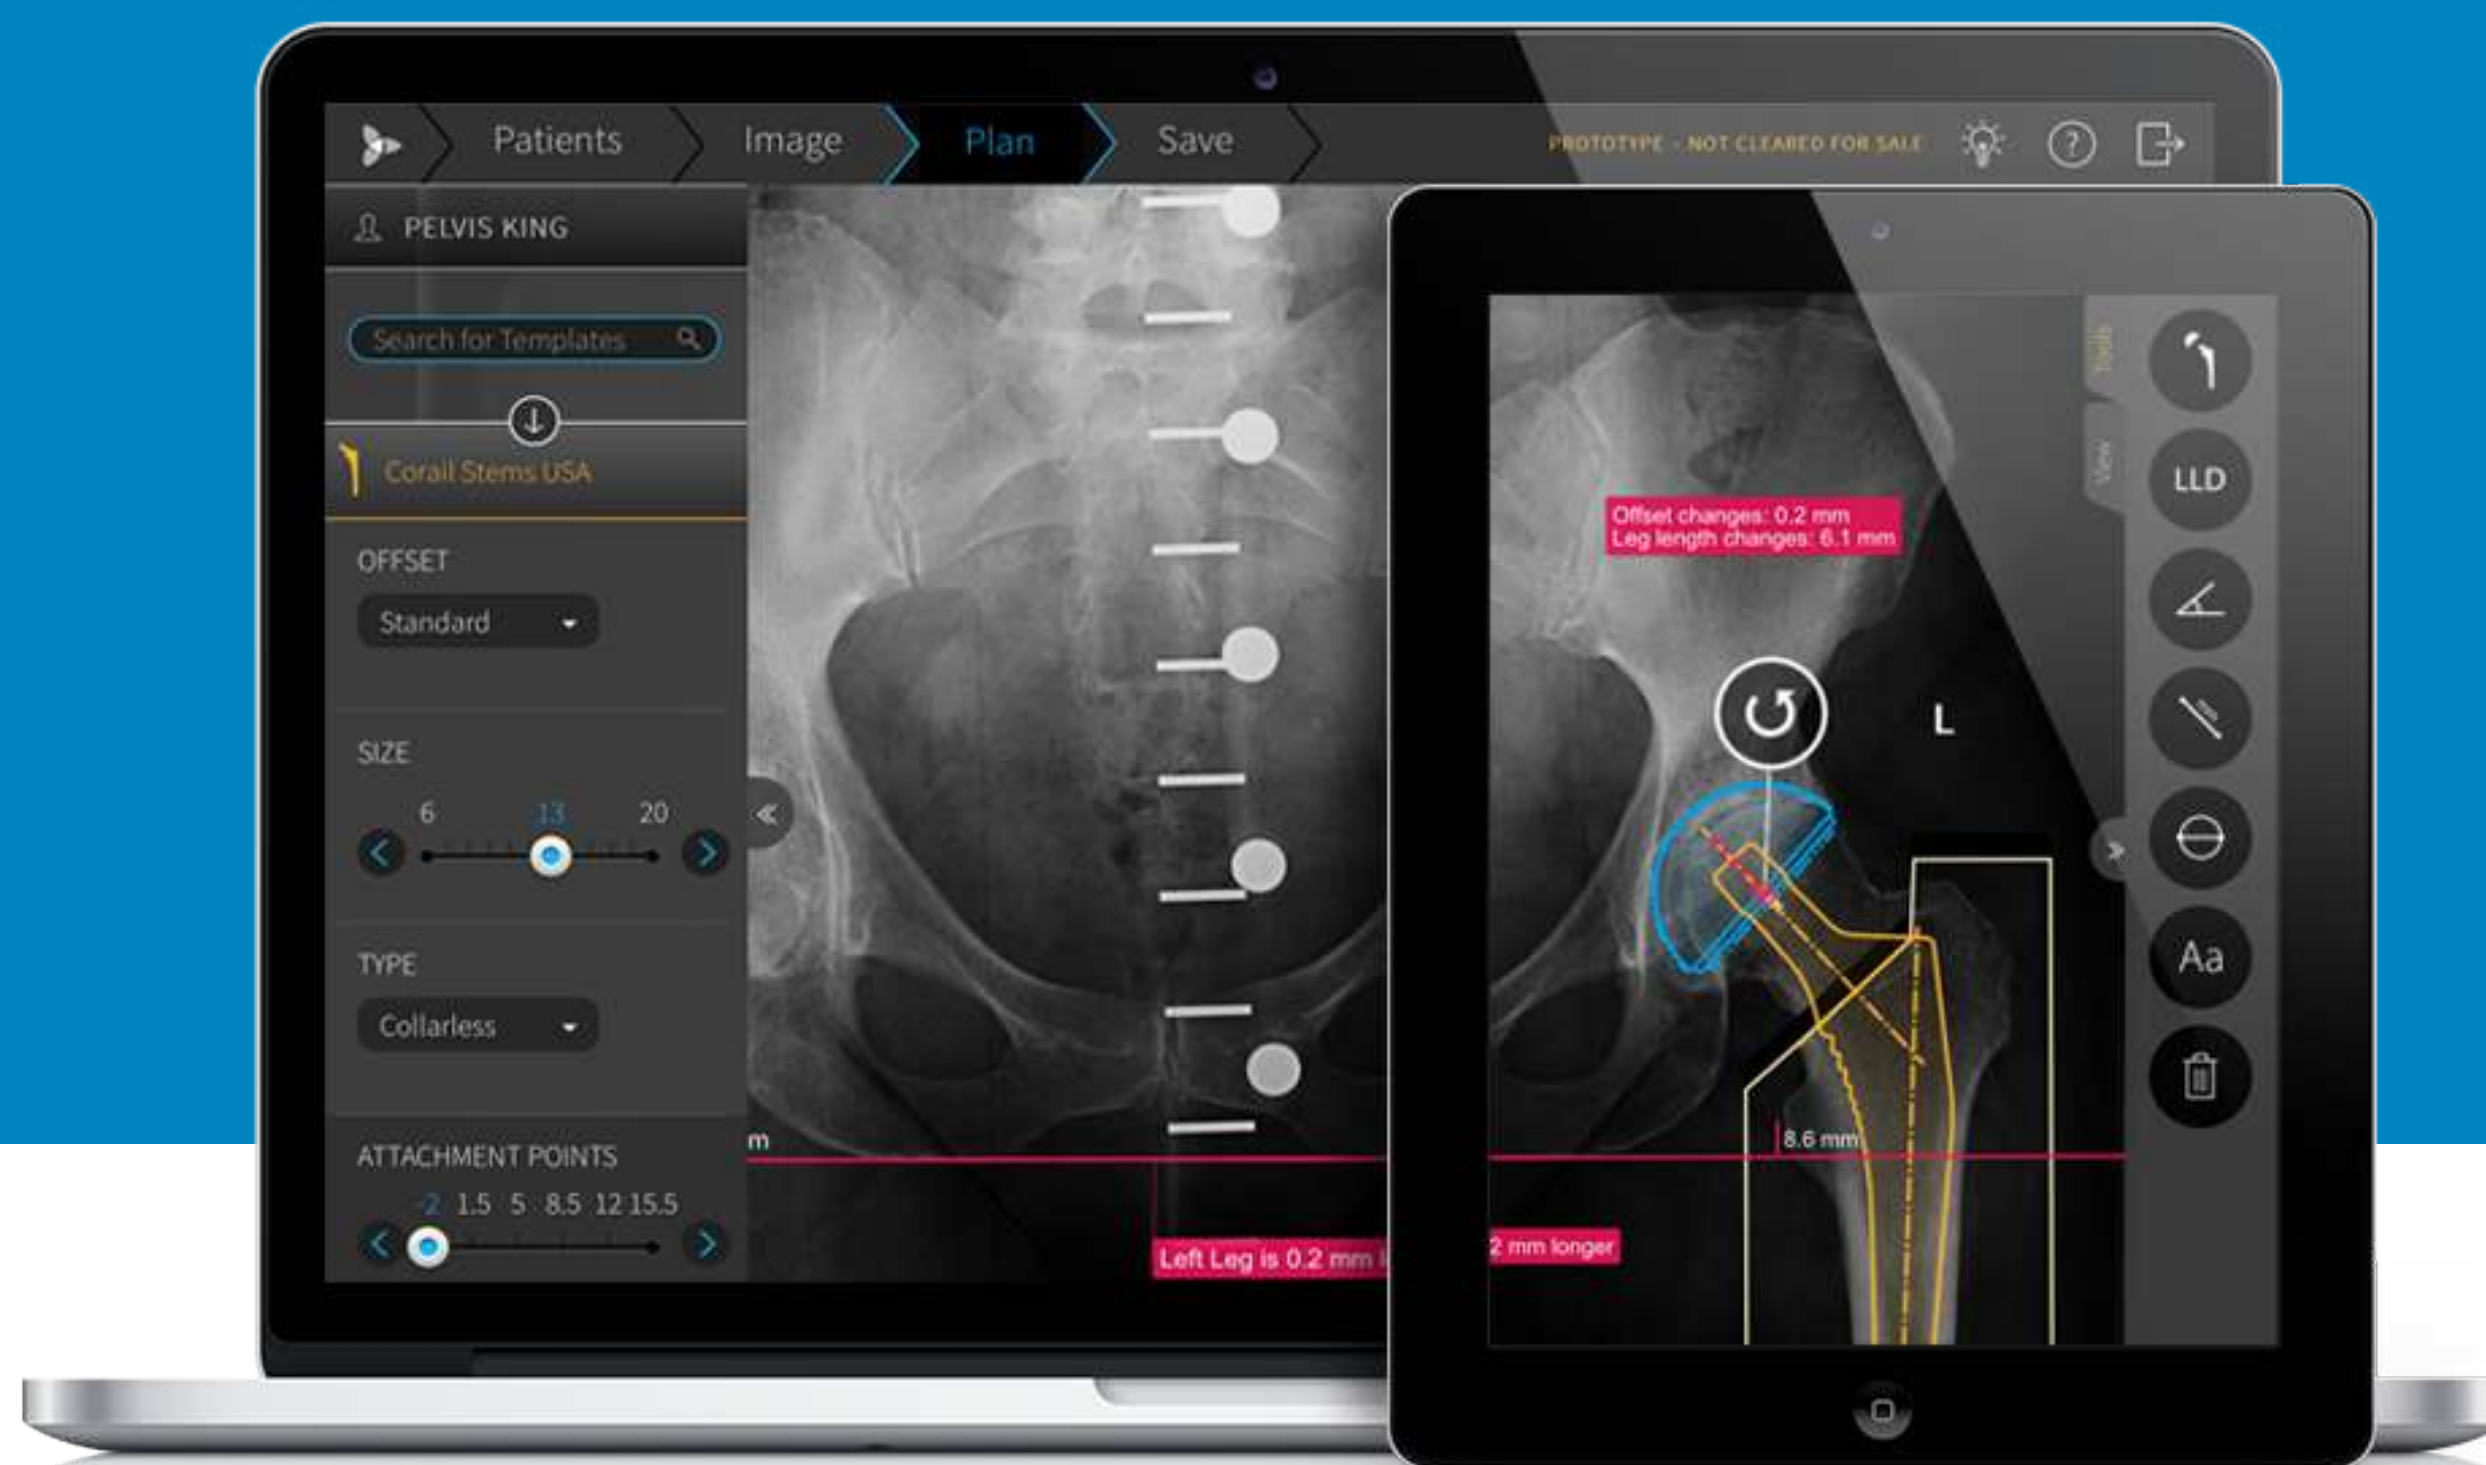 Patients
Image
Plan
Save
PROTOTYPE - NOT CLEARED FOR SALE
?
PELVIS KING
Search for Templates
Corail Stems USA
OFFSET
Standard
SIZE
6 13 20
TYPE
Collarless
ATTACHMENT POINTS
-2 1.5 5 8.5 12 15.5
m
Left Leg is 0.2 mm
Tools
View
LLD
mm
Aa
Offset changes: 0.2 mm
Leg length changes: 6.1 mm
L
8.6 mm
2 mm longer